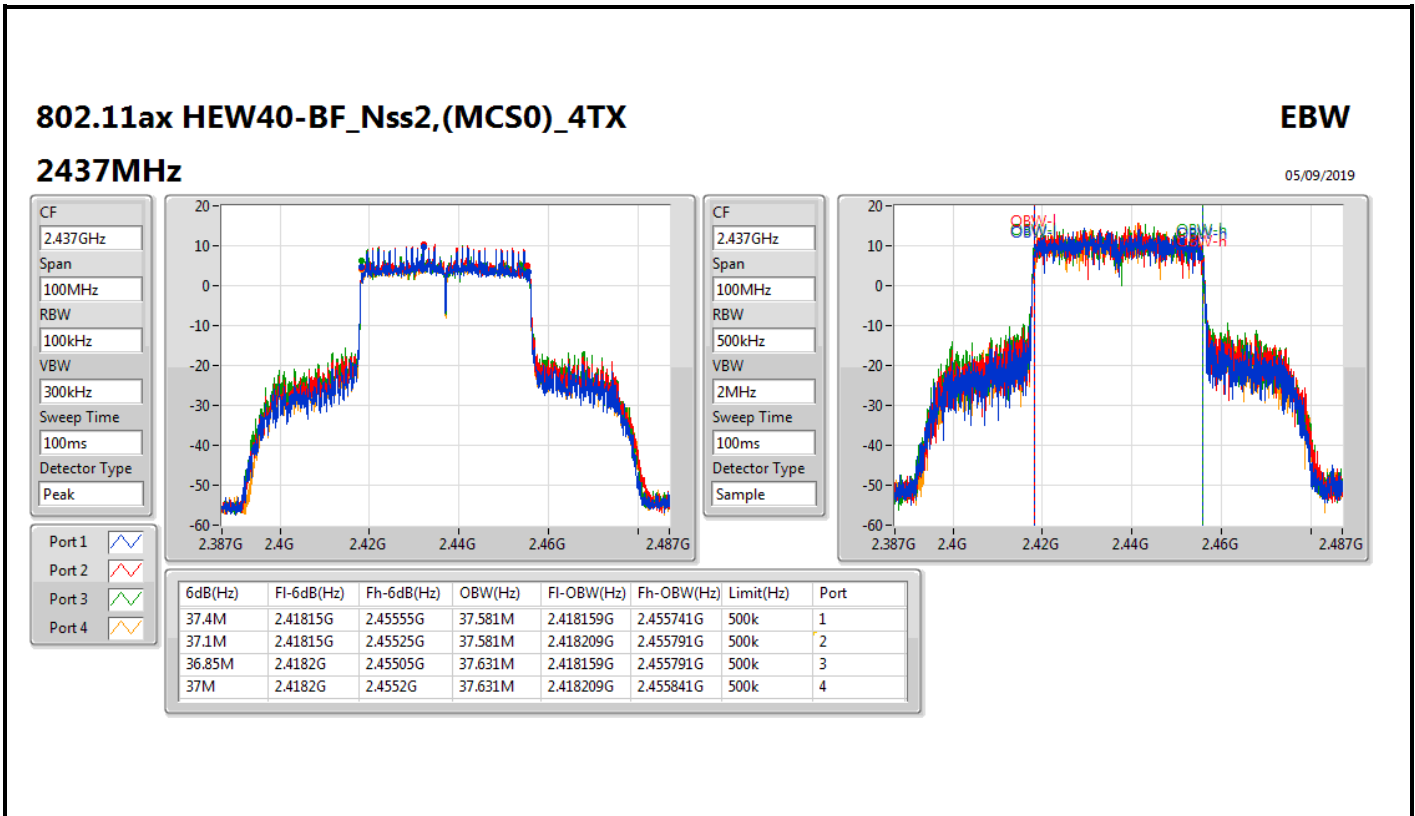 802.11ax HEW40-BF_Nss2,(MCS0)_4TX
EBW
2437MHz
05/09/2019
CF
2.437GHz
Span
100MHz
RBW
100kHz
VBW
300kHz
Sweep Time
100ms
Detector Type
Peak
20
10
0
-10
-20
-30
-40
-50
-60
2.387G 2.4G 2.42G 2.44G 2.46G 2.487G
CF
2.437GHz
Span
100MHz
RBW
500kHz
VBW
2MHz
Sweep Time
100ms
Detector Type
Sample
20
10
0
-10
-20
-30
-40
-50
-60
OBW-l
OBW-h
2.387G 2.4G 2.42G 2.44G 2.46G 2.487G
Port 1
Port 2
Port 3
Port 4
6dB(Hz) Fl-6dB(Hz) Fh-6dB(Hz) OBW(Hz) Fl-OBW(Hz) Fh-OBW(Hz) Limit(Hz) Port
37.4M 2.41815G 2.45555G 37.581M 2.418159G 2.455741G 500k 1
37.1M 2.41815G 2.45525G 37.581M 2.418209G 2.455791G 500k 2
36.85M 2.4182G 2.45505G 37.631M 2.418159G 2.455791G 500k 3
37M 2.4182G 2.4552G 37.631M 2.418209G 2.455841G 500k 4